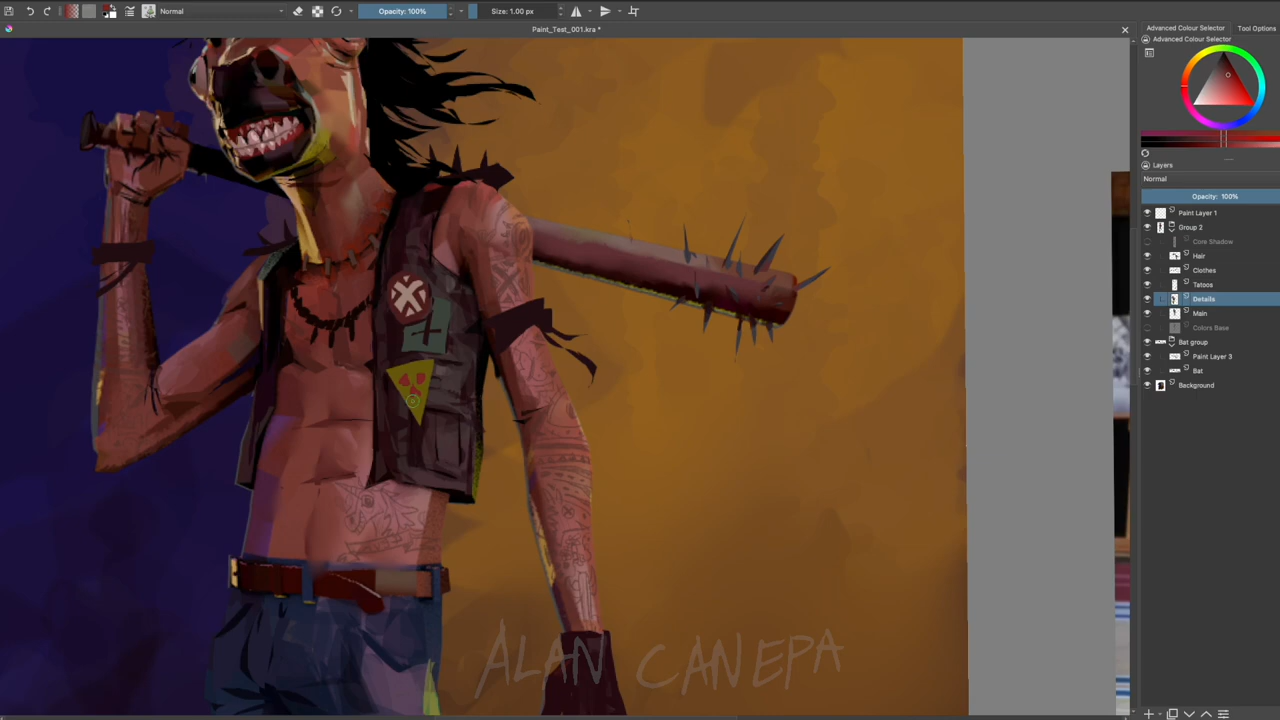 Normal
Opacity: 100%
Size: 1.00 px
Paint_Test_001.kra *
Advanced Colour Selector
Tool Options
Advanced Colour Selector
Layers
Normal
Opacity: 100%
Paint Layer 1
Group 2
Core Shadow
Hair
Clothes
Tatoos
Details
Main
Colors Base
Bat group
Paint Layer 3
Bat
Background
ALAN CANEPA